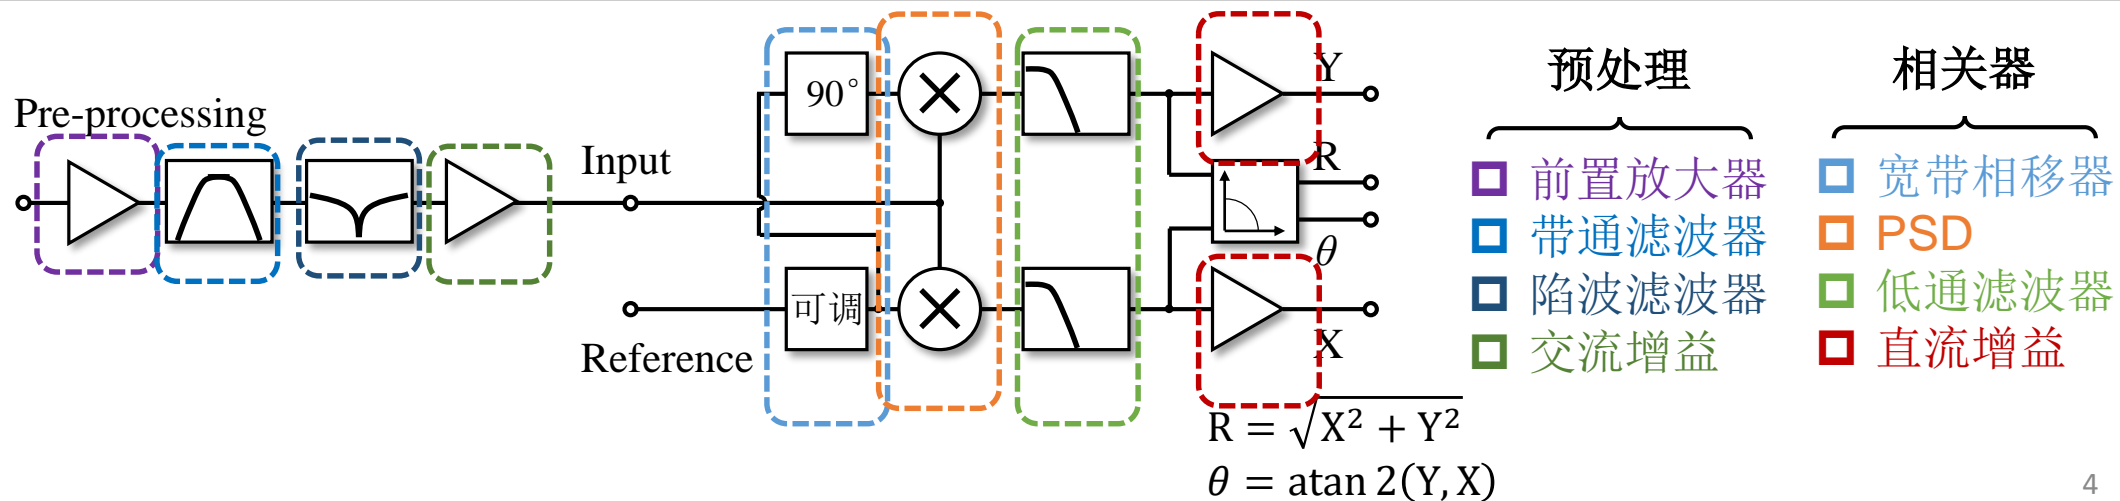 Pre-processing
Input
Reference
90°
可调
Y
R
θ
X
R = √X² + Y²
θ = atan 2(Y, X)
预处理
前置放大器
带通滤波器
陷波滤波器
交流增益
相关器
宽带相移器
PSD
低通滤波器
直流增益
4